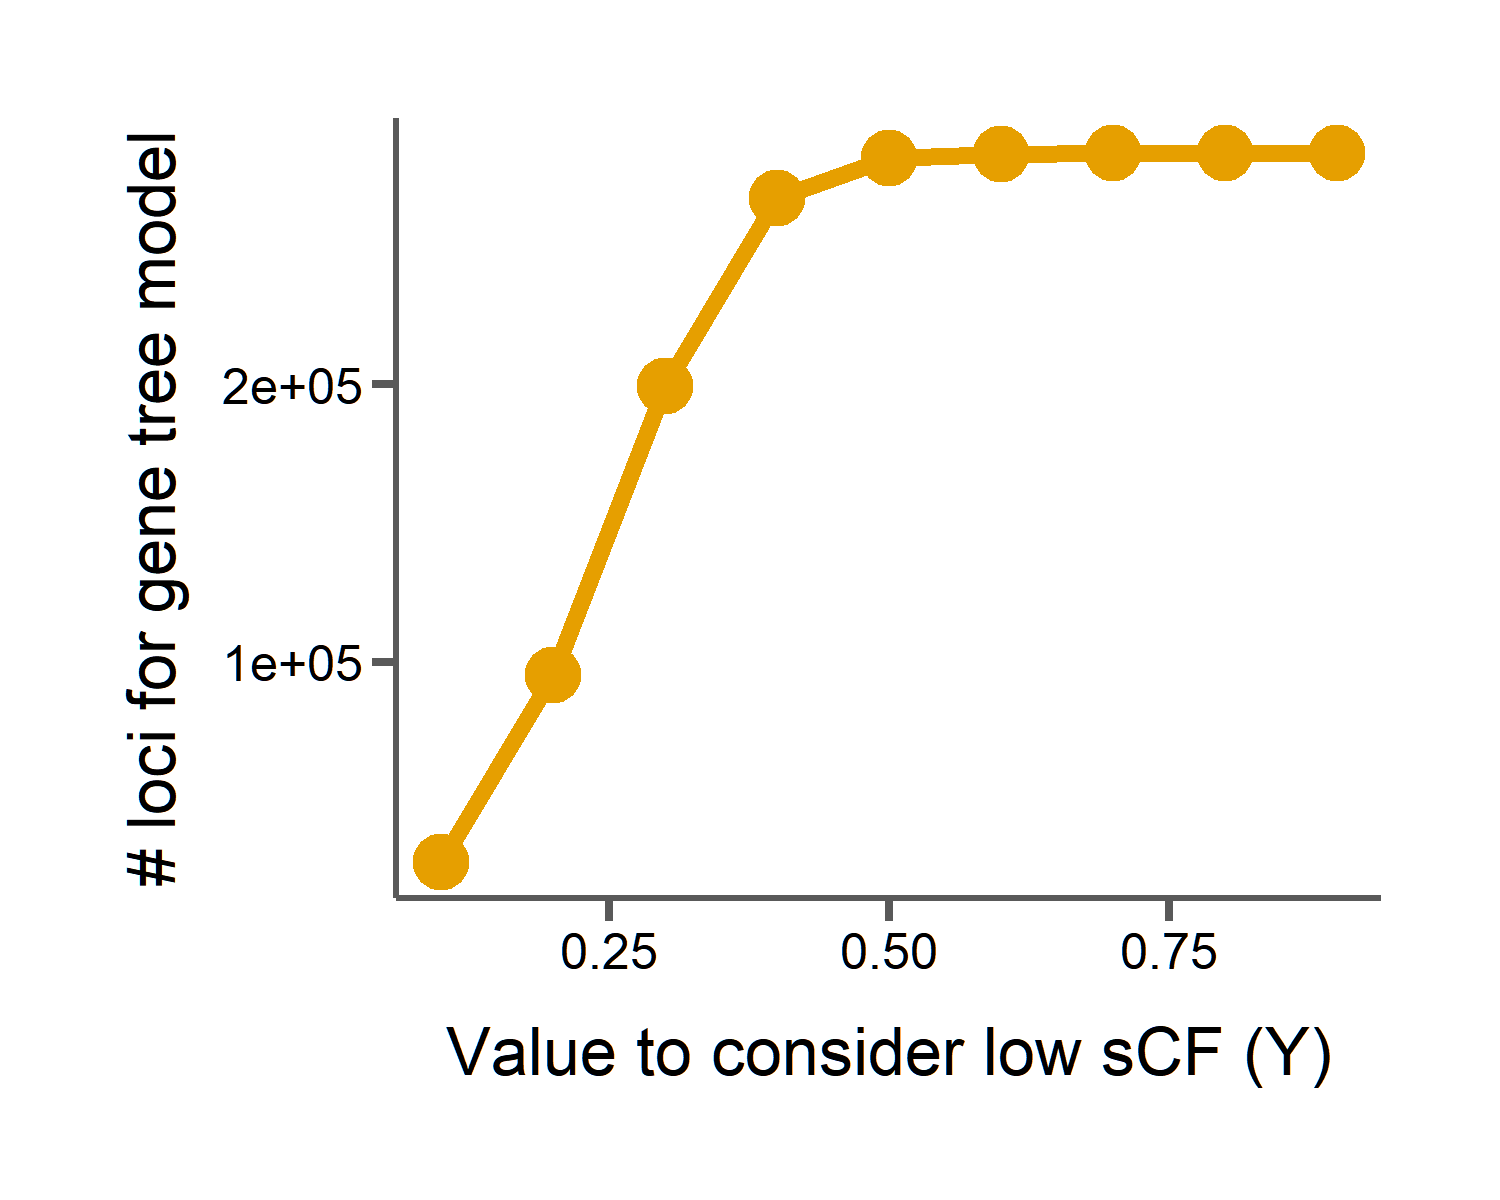 # loci for gene tree model
2e+05
1e+05
0.25 0.50 0.75
Value to consider low sCF (Y)